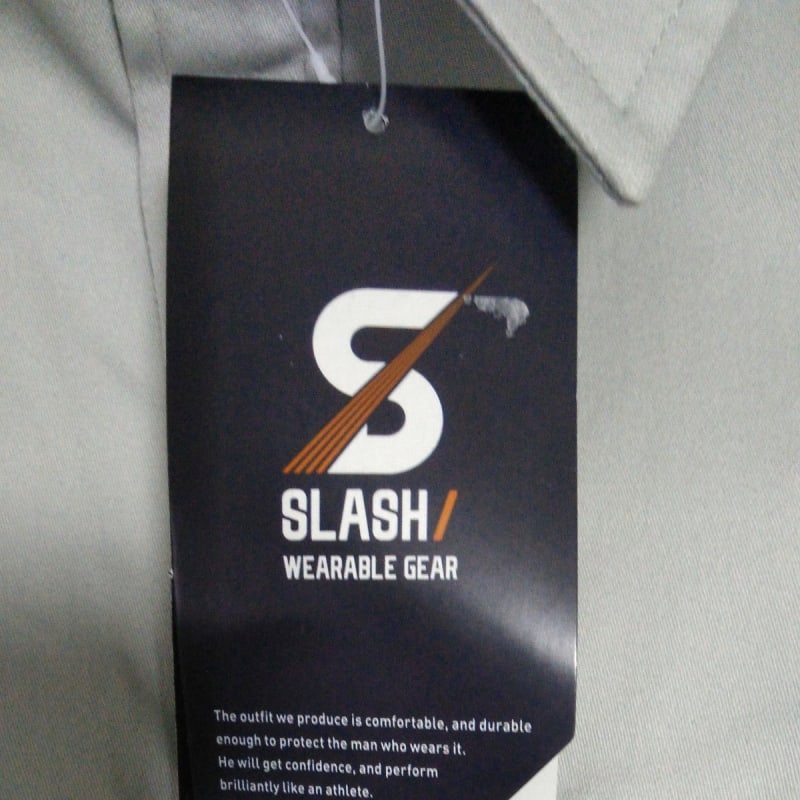 S
SLASH/
WEARABLE GEAR
The outfit we produce is comfortable, and durable
enough to protect the man who wears it.
He will get confidence, and perform
brilliantly like an athlete.